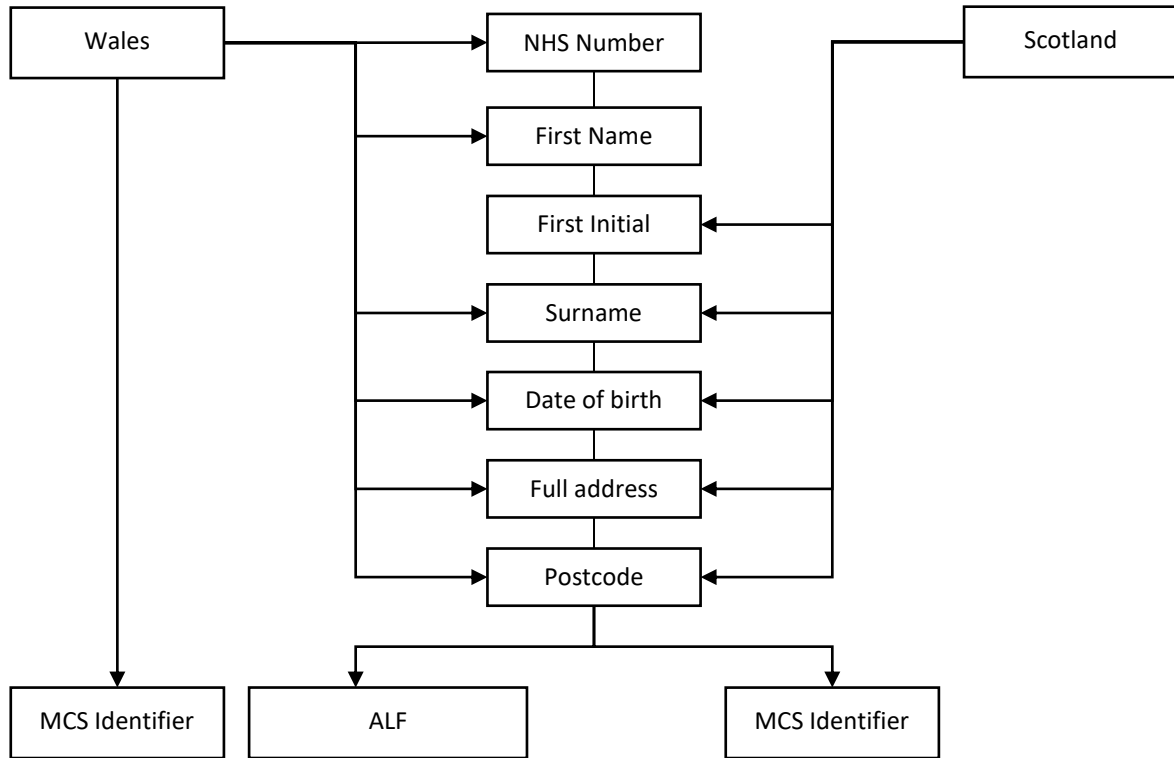 Wales
NHS Number
Scotland
First Name
First Initial
Surname
Date of birth
Full address
Postcode
MCS Identifier
ALF
MCS Identifier